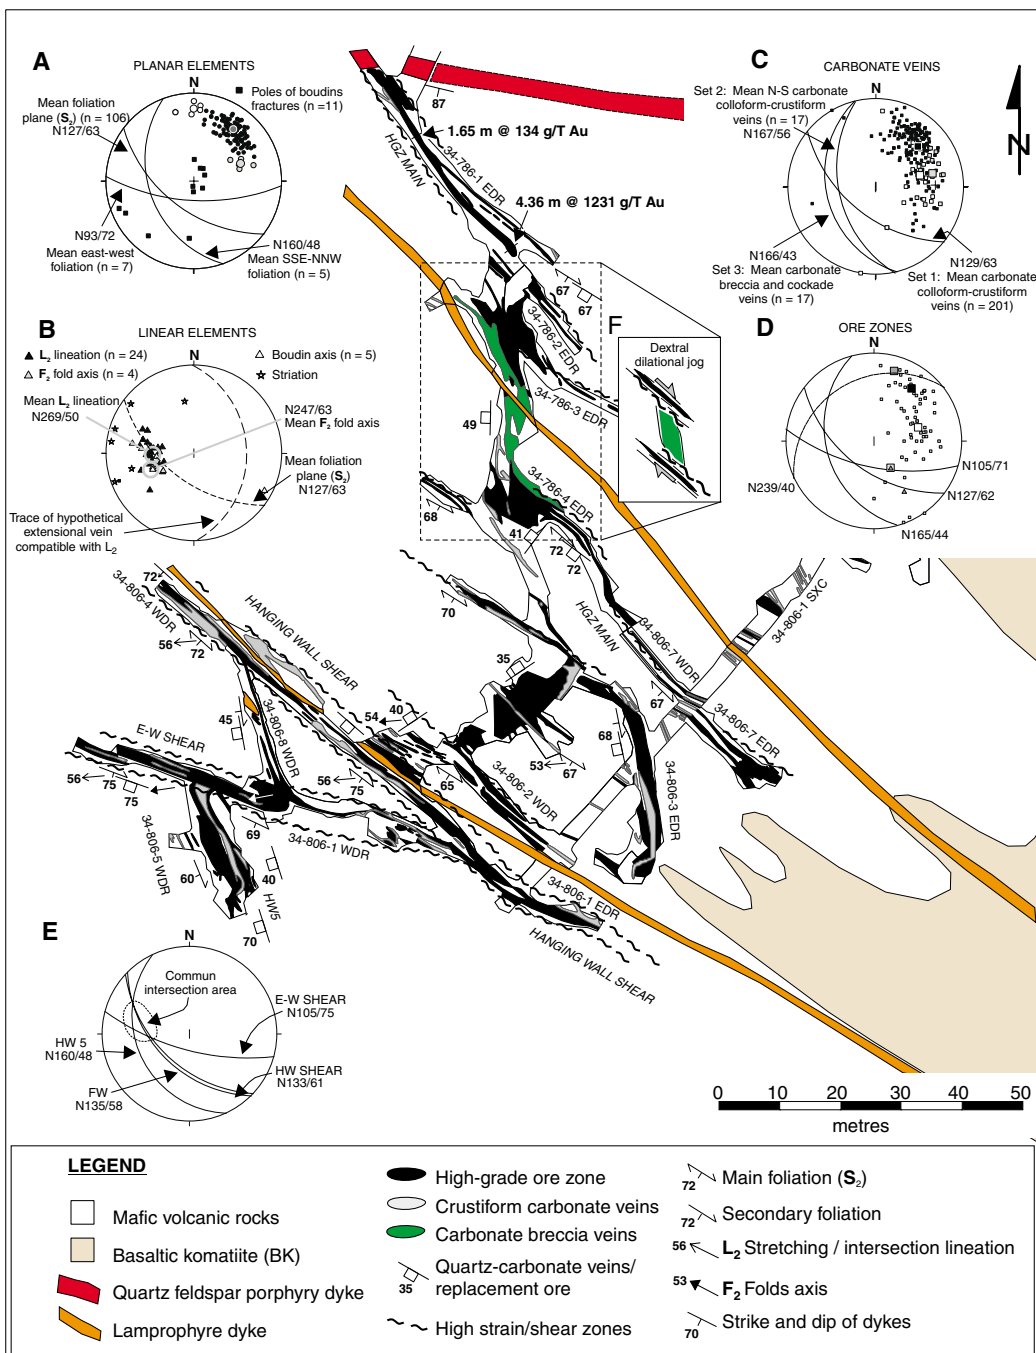 A
PLANAR ELEMENTS
N
Mean foliation
plane (S2) (n = 106)
N127/63
Poles of boudins
fractures (n =11)
N93/72
Mean east-west
foliation (n = 7)
N160/48
Mean SSE-NNW
foliation (n = 5)
B
LINEAR ELEMENTS
L2 lineation (n = 24)
F2 fold axis (n = 4)
Boudin axis (n = 5)
Striation
N
Mean L2 lineation
N269/50
N247/63
Mean F2 fold axis
Mean foliation
plane (S2)
N127/63
Trace of hypothetical
extensional vein
compatible with L2
C
CARBONATE VEINS
N
Set 2: Mean N-S carbonate
colloform-crustiform
veins (n = 17)
N167/56
N166/43
Set 3: Mean carbonate
breccia and cockade
veins (n = 17)
N129/63
Set 1: Mean carbonate
colloform-crustiform
veins (n = 201)
N
D
ORE ZONES
N
N239/40
N105/71
N127/62
N165/44
E
N
Commun
intersection area
E-W SHEAR
N105/75
HW 5
N160/48
FW
N135/58
HW SHEAR
N133/61
F
Dextral
dilational jog
87
1.65 m @ 134 g/T Au
HGZ MAIN
34-786-1 EDR
4.36 m @ 1231 g/T Au
67
67
34-786-2 EDR
34-786-3 EDR
49
34-786-4 EDR
68
41
72
72
70
HGZ MAIN
34-806-7 WDR
34-806-1 SXC
35
67
34-806-7 EDR
72
34-806-4 WDR
HANGING WALL SHEAR
56
72
45
34-806-8 WDR
54
40
E-W SHEAR
56
75
75
56
75
65
53
67
68
34-806-2 WDR
34-806-3 EDR
34-806-5 WDR
69
34-806-1 WDR
60
40
HW5
70
34-806-1 EDR
HANGING WALL SHEAR
0
10
20
30
40
50
metres
LEGEND
Mafic volcanic rocks
Basaltic komatiite (BK)
Quartz feldspar porphyry dyke
Lamprophyre dyke
High-grade ore zone
Crustiform carbonate veins
Carbonate breccia veins
35
Quartz-carbonate veins/
replacement ore
High strain/shear zones
72
Main foliation (S2)
72
Secondary foliation
56
L2 Stretching / intersection lineation
53
F2 Folds axis
70
Strike and dip of dykes